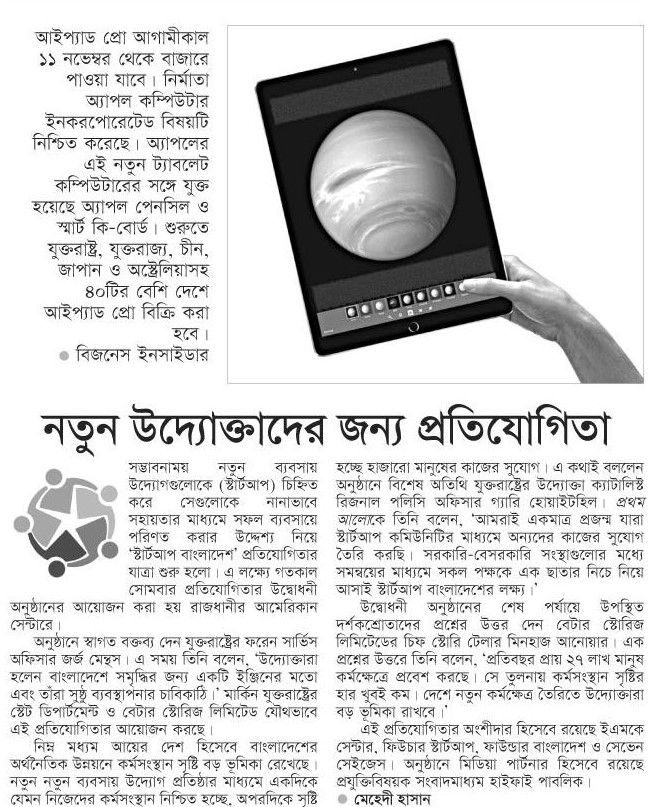 আইপ্যাড প্রো আগামীকাল
১১ নভেম্বর থেকে বাজারে
পাওয়া যাবে। নির্মাতা
অ্যাপল কম্পিউটার
ইনকরপোরেটেড বিষয়টি
নিশ্চিত করেছে। অ্যাপলের
এই নতুন ট্যাবলেট
কম্পিউটারের সঙ্গে যুক্ত
হয়েছে অ্যাপল পেনসিল ও
স্মার্ট কি-বোর্ড। শুরুতে
যুক্তরাষ্ট্র, যুক্তরাজ্য, চীন,
জাপান ও অস্ট্রেলিয়াসহ
৪০টির বেশি দেশে
আইপ্যাড প্রো বিক্রি করা
হবে।
● বিজনেস ইনসাইডার
নতুন উদ্যোক্তাদের জন্য প্রতিযোগিতা
সম্ভাবনাময় নতুন ব্যবসায়
উদ্যোগগুলোকে (স্টার্টআপ) চিহ্নিত
করে সেগুলোকে নানাভাবে
সহায়তার মাধ্যমে সফল ব্যবসায়ে
পরিণত করার উদ্দেশ্য নিয়ে
‘স্টার্টআপ বাংলাদেশ’ প্রতিযোগিতার
যাত্রা শুরু হলো। এ লক্ষ্যে গতকাল
সোমবার প্রতিযোগিতার উদ্বোধনী
অনুষ্ঠানের আয়োজন করা হয় রাজধানীর আমেরিকান
সেন্টারে।
অনুষ্ঠানে স্বাগত বক্তব্য দেন যুক্তরাষ্ট্রের ফরেন সার্ভিস
অফিসার জর্জ মেন্থস। এ সময় তিনি বলেন, ‘উদ্যোক্তারা
হলেন বাংলাদেশে সমৃদ্ধির জন্য একটি ইঞ্জিনের মতো
এবং তাঁরা সুষ্ঠু ব্যবস্থাপনার চাবিকাঠি।’ মার্কিন যুক্তরাষ্ট্রের
স্টেট ডিপার্টমেন্ট ও বেটার স্টোরিজ লিমিটেড যৌথভাবে
এই প্রতিযোগিতার আয়োজন করছে।
নিম্ন মধ্যম আয়ের দেশ হিসেবে বাংলাদেশের
অর্থনৈতিক উন্নয়নে কর্মসংস্থান সৃষ্টি বড় ভূমিকা রেখেছে।
নতুন নতুন ব্যবসায় উদ্যোগ প্রতিষ্ঠার মাধ্যমে একদিকে
যেমন নিজেদের কর্মসংস্থান নিশ্চিত হচ্ছে, অপরদিকে সৃষ্টি
হচ্ছে হাজারো মানুষের কাজের সুযোগ। এ কথাই বললেন
অনুষ্ঠানে বিশেষ অতিথি যুক্তরাষ্ট্রের উদ্যোক্তা ক্যাটালিস্ট
রিজনাল পলিসি অফিসার গ্যারি হোয়াইটহিল। প্রথম
আলোকে তিনি বলেন, ‘আমরাই একমাত্র প্রজন্ম যারা
স্টার্টআপ কমিউনিটির মাধ্যমে অন্যদের কাজের সুযোগ
তৈরি করছি। সরকারি-বেসরকারি সংস্থাগুলোর মধ্যে
সমন্বয়ের মাধ্যমে সকল পক্ষকে এক ছাতার নিচে নিয়ে
আসাই স্টার্টআপ বাংলাদেশের লক্ষ্য।’
উদ্বোধনী অনুষ্ঠানের শেষ পর্যায়ে উপস্থিত
দর্শকশ্রোতাদের প্রশ্নের উত্তর দেন বেটার স্টোরিজ
লিমিটেডের চিফ স্টোরি টেলার মিনহাজ আনোয়ার। এক
প্রশ্নের উত্তরে তিনি বলেন, ‘প্রতিবছর প্রায় ২৭ লাখ মানুষ
কর্মক্ষেত্রে প্রবেশ করছে। সে তুলনায় কর্মসংস্থান সৃষ্টির
হার খুবই কম। দেশে নতুন কর্মক্ষেত্র তৈরিতে উদ্যোক্তারা
বড় ভূমিকা রাখবে।’
এই প্রতিযোগিতার অংশীদার হিসেবে রয়েছে ইএমকে
সেন্টার, ফিউচার স্টার্টআপ, ফাউন্ডার বাংলাদেশ ও সেভেন
সেইজেস। অনুষ্ঠানে মিডিয়া পার্টনার হিসেবে রয়েছে
প্রযুক্তিবিষয়ক সংবাদমাধ্যম হাইফাই পাবলিক।
● মেহেদী হাসান